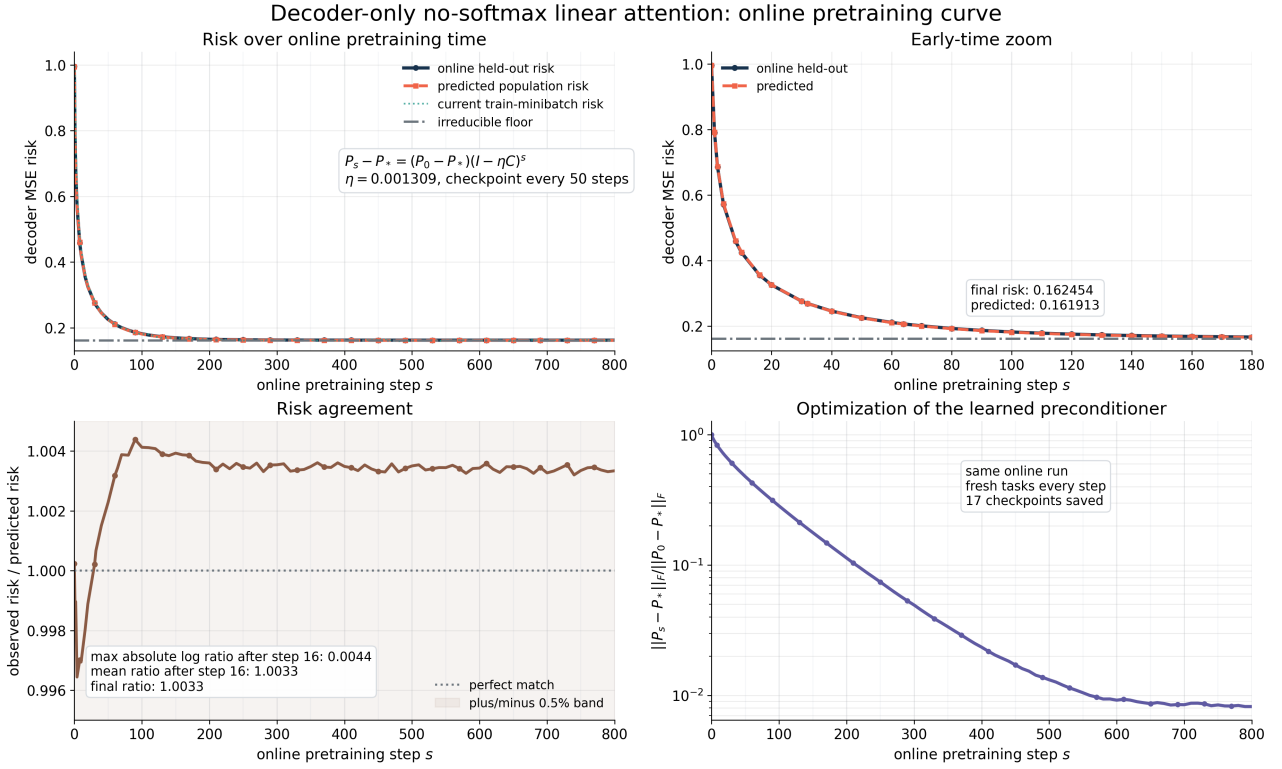 Decoder-only no-softmax linear attention: online pretraining curve
Risk over online pretraining time
decoder MSE risk
1.0
0.8
0.6
0.4
0.2
online held-out risk
predicted population risk
current train-minibatch risk
irreducible floor
P_s − P_* = (P_0 − P_*)(I − ηC)^s
η = 0.001309, checkpoint every 50 steps
0 100 200 300 400 500 600 700 800
online pretraining step s
Early-time zoom
decoder MSE risk
1.0
0.8
0.6
0.4
0.2
online held-out
predicted
final risk: 0.162454
predicted: 0.161913
0 20 40 60 80 100 120 140 160 180
online pretraining step s
Risk agreement
observed risk / predicted risk
1.004
1.002
1.000
0.998
0.996
max absolute log ratio after step 16: 0.0044
mean ratio after step 16: 1.0033
final ratio: 1.0033
perfect match
plus/minus 0.5% band
0 100 200 300 400 500 600 700 800
online pretraining step s
Optimization of the learned preconditioner
||P_s − P_*||_F/||P_0 − P_*||_F
10^0
10^−1
10^−2
same online run
fresh tasks every step
17 checkpoints saved
0 100 200 300 400 500 600 700 800
online pretraining step s